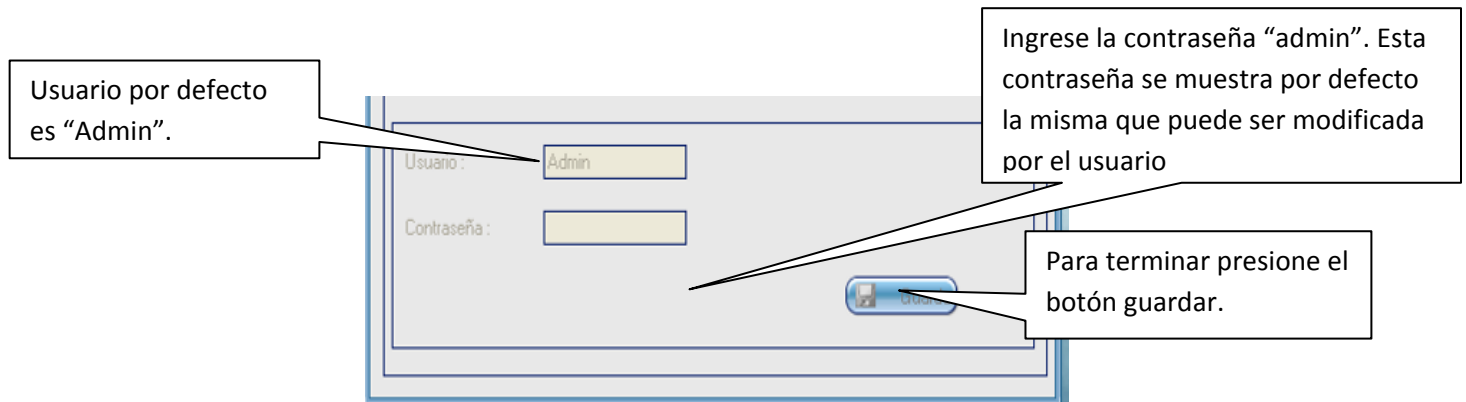 Usuario por defecto
es “Admin”.
Ingrese la contraseña “admin”. Esta
contraseña se muestra por defecto
la misma que puede ser modificada
por el usuario
Usuario :
Admin
Contraseña :
Para terminar presione el
botón guardar.